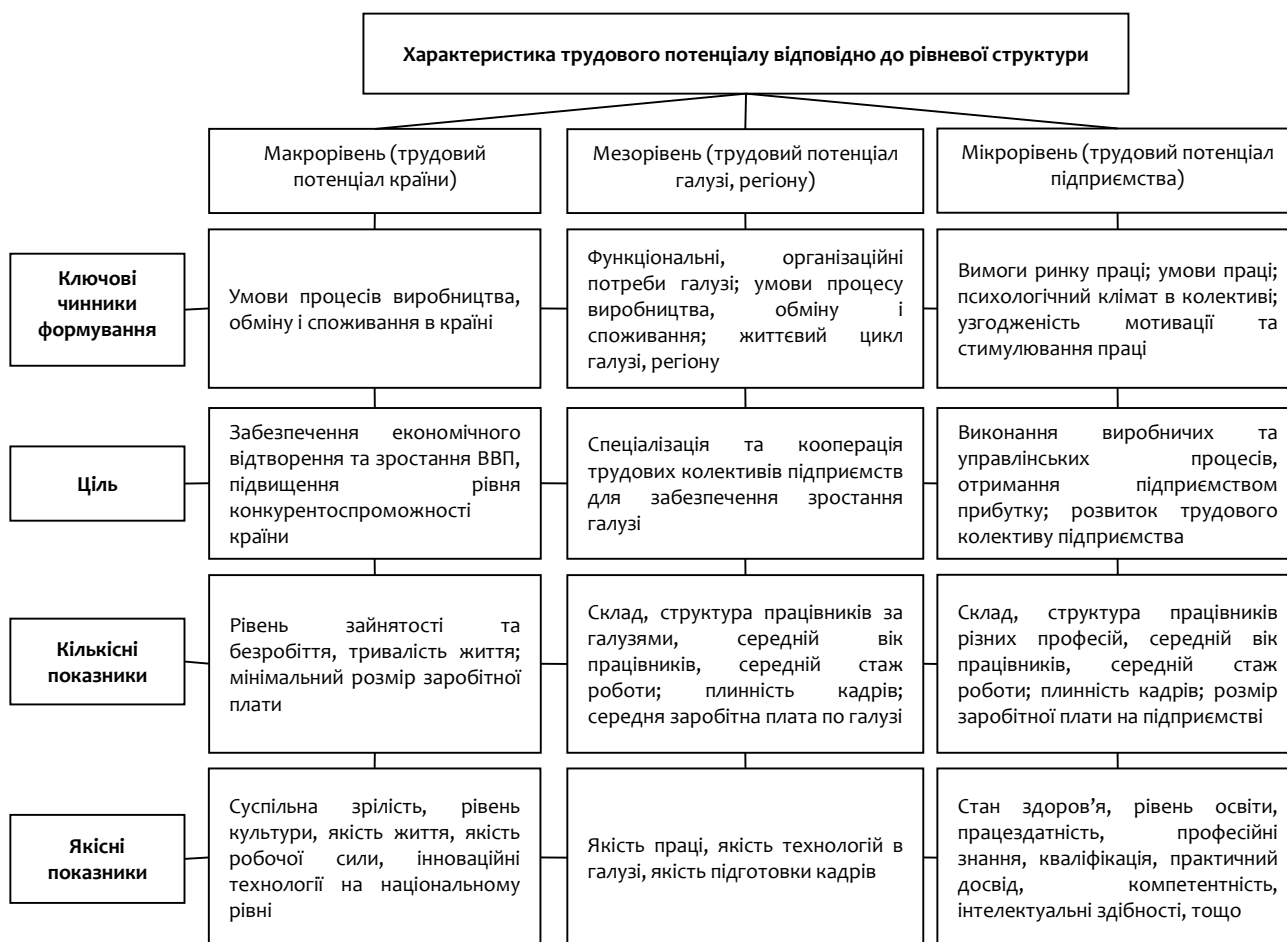 Характеристика трудового потенціалу відповідно до рівневої структури
Макрорівень (трудовий
потенціал країни)
Мезорівень (трудовий потенціал
галузі, регіону)
Мікрорівень (трудовий потенціал
підприємства)
Ключові
чинники
формування
Умови процесів виробництва,
обміну і споживання в країні
Функціональні, організаційні
потреби галузі; умови процесу
виробництва, обміну і
споживання; життєвий цикл
галузі, регіону
Вимоги ринку праці; умови праці;
психологічний клімат в колективі;
узгодженість мотивації та
стимулювання праці
Ціль
Забезпечення економічного
відтворення та зростання ВВП,
підвищення рівня
конкурентоспроможності
країни
Спеціалізація та кооперація
трудових колективів підприємств
для забезпечення зростання
галузі
Виконання виробничих та
управлінських процесів,
отримання підприємством
прибутку; розвиток трудового
колективу підприємства
Кількісні
показники
Рівень зайнятості та
безробіття, тривалість життя;
мінімальний розмір заробітної
плати
Склад, структура працівників за
галузями, середній вік
працівників, середній стаж
роботи; плинність кадрів;
середня заробітна плата по галузі
Склад, структура працівників
різних професій, середній вік
працівників, середній стаж
роботи; плинність кадрів; розмір
заробітної плати на підприємстві
Якісні
показники
Суспільна зрілість, рівень
культури, якість життя, якість
робочої сили, інноваційні
технології на національному
рівні
Якість праці, якість технологій в
галузі, якість підготовки кадрів
Стан здоров’я, рівень освіти,
працездатність, професійні
знання, кваліфікація, практичний
досвід, компетентність,
інтелектуальні здібності, тощо